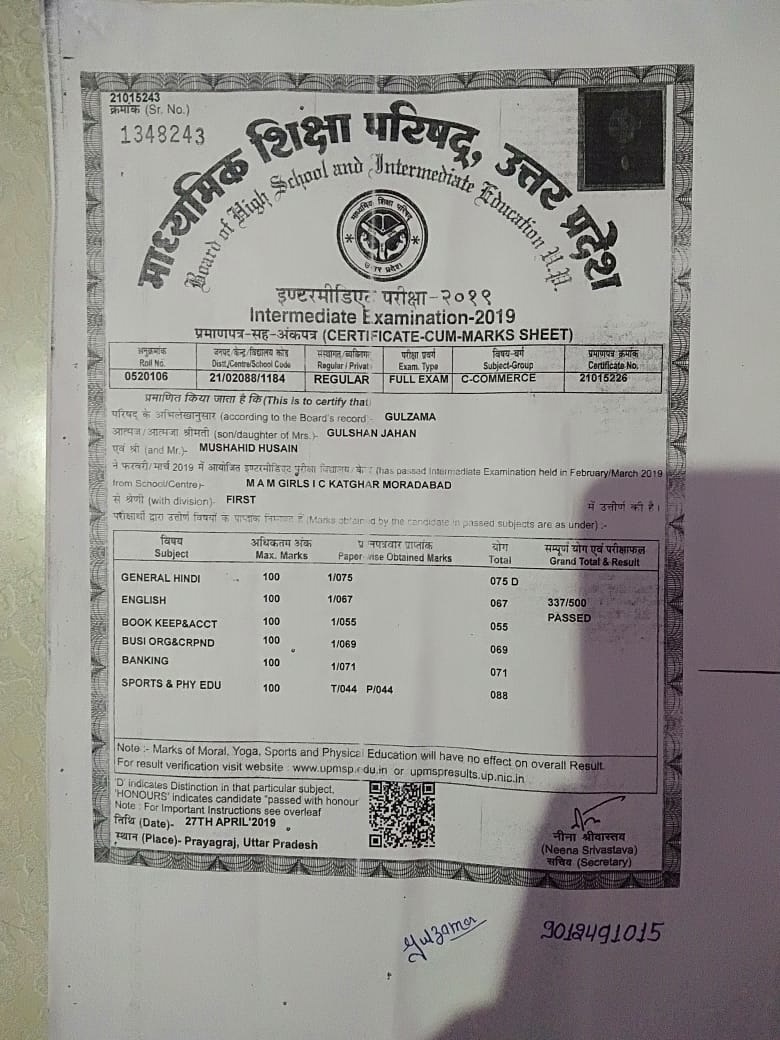 21015243
क्रमांक (Sr. No.)
1348243
माध्यमिक शिक्षा परिषद्, उत्तर प्रदेश
Board of High School and Intermediate Education U.P.
माध्यमिक शिक्षा परिषद्
उत्तर प्रदेश
इण्टरमीडिएट परीक्षा-२०१९
Intermediate Examination-2019
प्रमाणपत्र-सह-अंकपत्र (CERTIFICATE-CUM-MARKS SHEET)
अनुक्रमांक जनपद/केन्द्र/विद्यालय कोड संस्थागत/व्यक्तिगत परीक्षा प्रवर्ग विषय-वर्ग प्रमाणपत्र क्रमांक
Roll No. Distt./Centre/School Code Regular / Privat Exam. Type Subject-Group Certificate No.
0520106 21/02088/1184 REGULAR FULL EXAM C-COMMERCE 21015226
प्रमाणित किया जाता है कि (This is to certify that)
परिषद् के अभिलेखानुसार (according to the Board's record)- GULZAMA
आत्मज/आत्मजा श्रीमती (son/daughter of Mrs.)- GULSHAN JAHAN
एवं श्री (and Mr.)- MUSHAHID HUSAIN
ने फरवरी/मार्च 2019 में आयोजित इण्टरमीडिएट परीक्षा विद्यालय/केन्द्र (has passed Intermediate Examination held in February/March 2019
from School/Centre)- M A M GIRLS I C KATGHAR MORADABAD
से श्रेणी (with division)- FIRST में उत्तीर्ण की है।
परीक्षार्थी द्वारा उत्तीर्ण विषयों के प्राप्तांक निम्नवत हैं (Marks obtained by the candidate in passed subjects are as under) :-
विषय अधिकतम अंक प्रश्नपत्रवार प्राप्तांक योग सम्पूर्ण योग एवं परीक्षाफल
Subject Max. Marks Paper wise Obtained Marks Total Grand Total & Result
GENERAL HINDI 100 1/075 075 D
ENGLISH 100 1/067 067 337/500
BOOK KEEP&ACCT 100 1/055 055 PASSED
BUSI ORG&CRPND 100 1/069 069
BANKING 100 1/071 071
SPORTS & PHY EDU 100 T/044 P/044 088
Note :- Marks of Moral, Yoga, Sports and Physical Education will have no effect on overall Result.
For result verification visit website : www.upmsp.edu.in or upmspresults.up.nic.in
'D' indicates Distinction in that particular subject,
'HONOURS' indicates candidate "passed with honour
Note : For Important Instructions see overleaf
तिथि (Date)- 27TH APRIL'2019
स्थान (Place)- Prayagraj, Uttar Pradesh
नीना श्रीवास्तव
(Neena Srivastava)
सचिव (Secretary)
Gulzama
9012491015